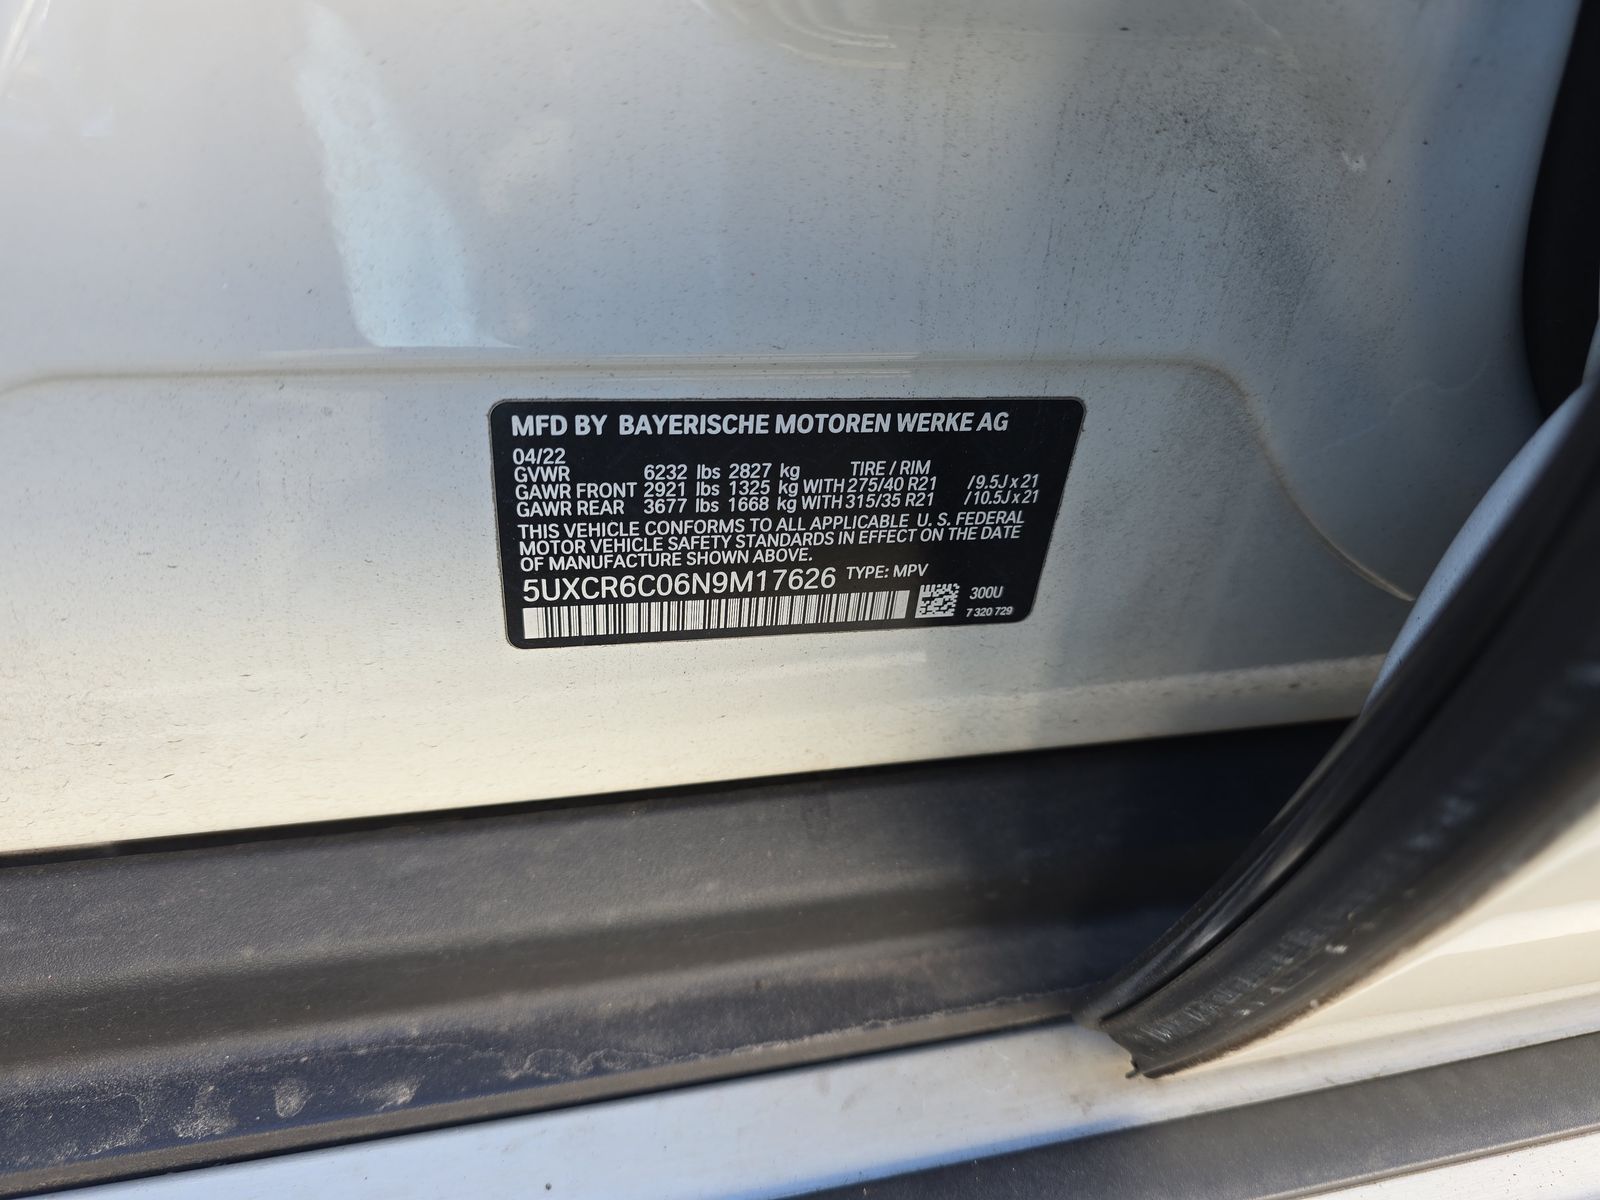 MFD BY BAYERISCHE MOTOREN WERKE AG
04/22
GVWR 6232 lbs 2827 kg TIRE / RIM
GAWR FRONT 2921 lbs 1325 kg WITH 275/40 R21 /9.5J x 21
GAWR REAR 3677 lbs 1668 kg WITH 315/35 R21 /10.5J x 21
THIS VEHICLE CONFORMS TO ALL APPLICABLE U. S. FEDERAL
MOTOR VEHICLE SAFETY STANDARDS IN EFFECT ON THE DATE
OF MANUFACTURE SHOWN ABOVE.
5UXCR6C06N9M17626 TYPE: MPV
300U
7 320 729